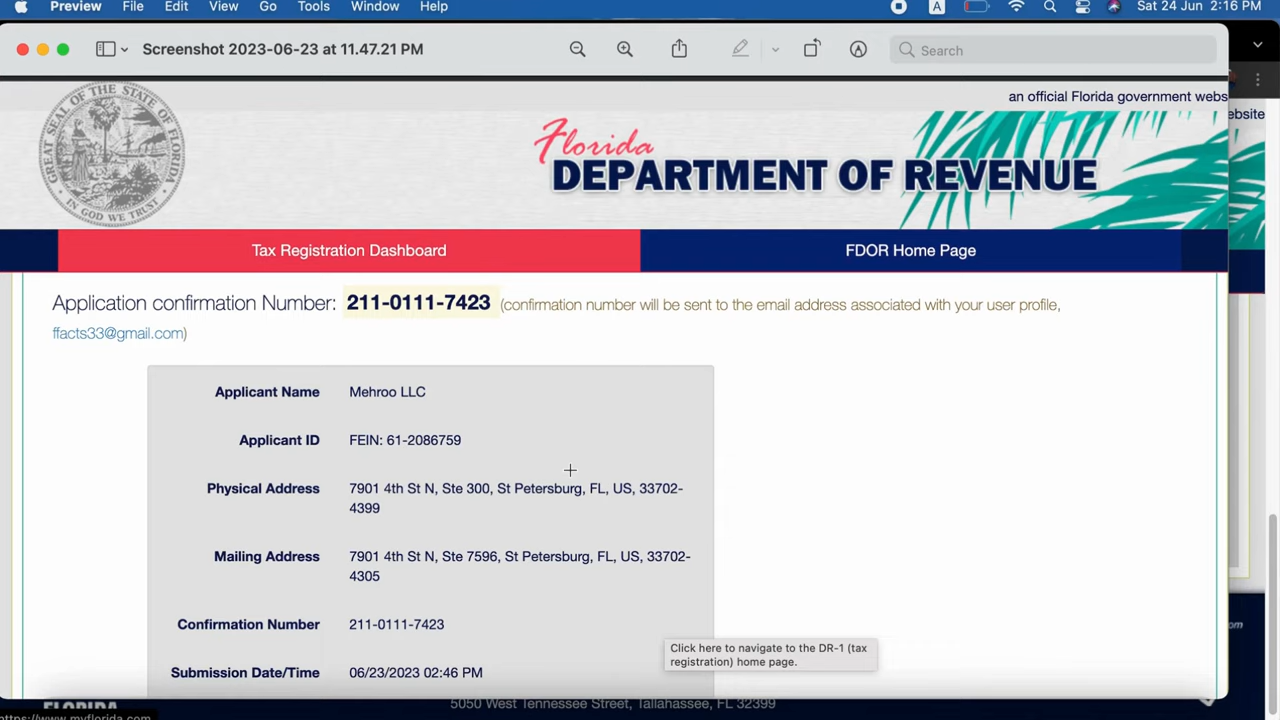 Preview File Edit View Go Tools Window Help A Sat 24 Jun 2:16 PM
Screenshot 2023-06-23 at 11.47.21 PM Search
an official Florida government webs
ebsite
GREAT SEAL OF THE STATE OF FLORIDA
IN GOD WE TRUST
Florida
DEPARTMENT OF REVENUE
Tax Registration Dashboard FDOR Home Page
Application confirmation Number: 211-0111-7423 (confirmation number will be sent to the email address associated with your user profile,
ffacts33@gmail.com)
Applicant Name Mehroo LLC
Applicant ID FEIN: 61-2086759
Physical Address 7901 4th St N, Ste 300, St Petersburg, FL, US, 33702-
4399
Mailing Address 7901 4th St N, Ste 7596, St Petersburg, FL, US, 33702-
4305
Confirmation Number 211-0111-7423
om
Click here to navigate to the DR-1 (tax
registration) home page.
Submission Date/Time 06/23/2023 02:46 PM
FLORIDA 5050 West Tennessee Street, Tallahassee, FL 32399
https://www.myflorida.com